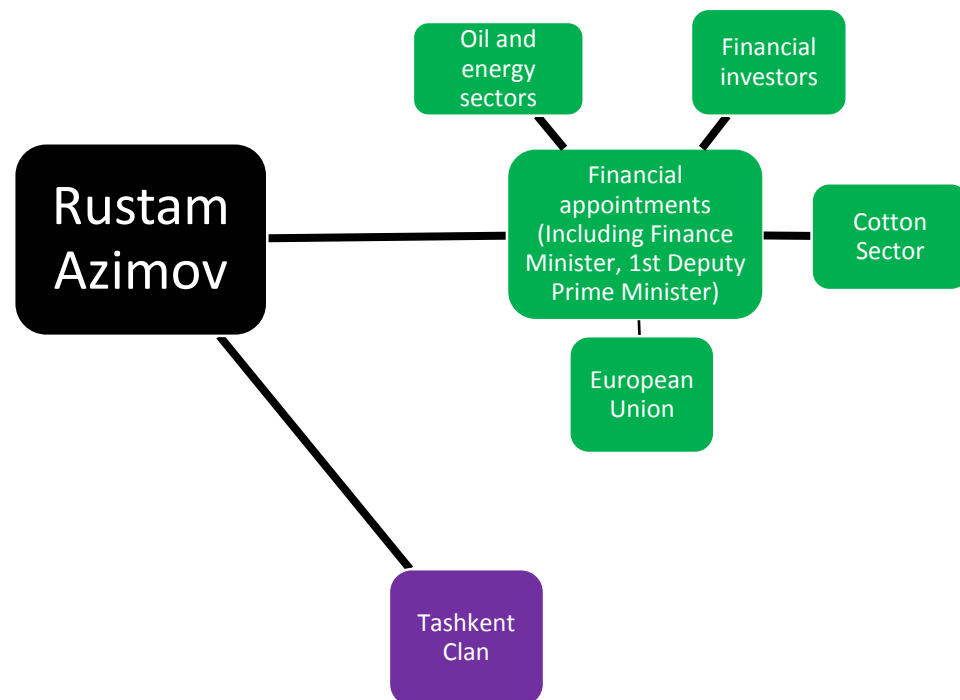 Oil and
energy
sectors
Financial
investors
Rustam
Azimov
Financial
appointments
(Including Finance
Minister, 1st Deputy
Prime Minister)
Cotton
Sector
European
Union
Tashkent
Clan